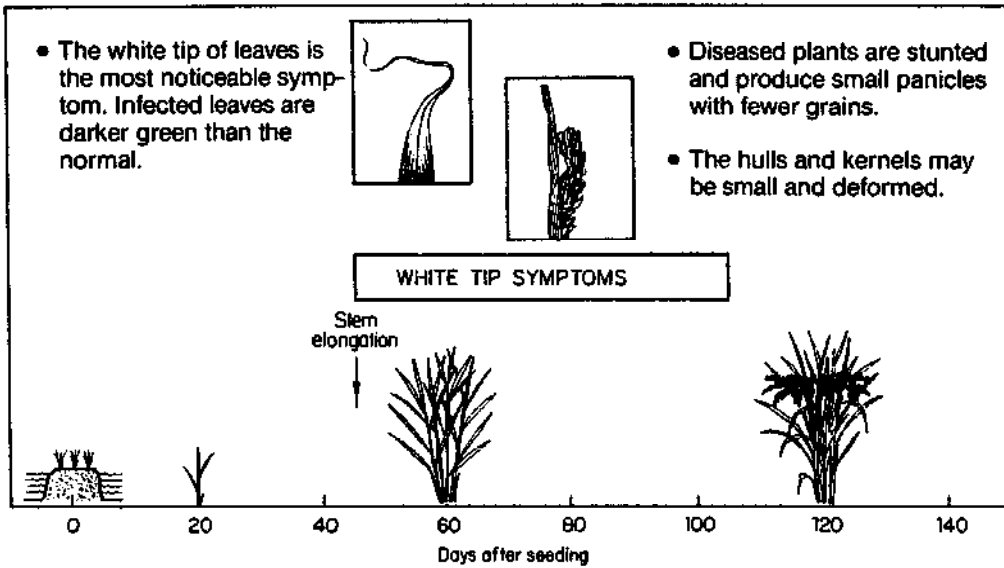 • The white tip of leaves is
the most noticeable symp-
tom. Infected leaves are
darker green than the
normal.
• Diseased plants are stunted
and produce small panicles
with fewer grains.
• The hulls and kernels may
be small and deformed.
WHITE TIP SYMPTOMS
Stem
elongation
0 20 40 60 80 100 120 140
Days after seeding